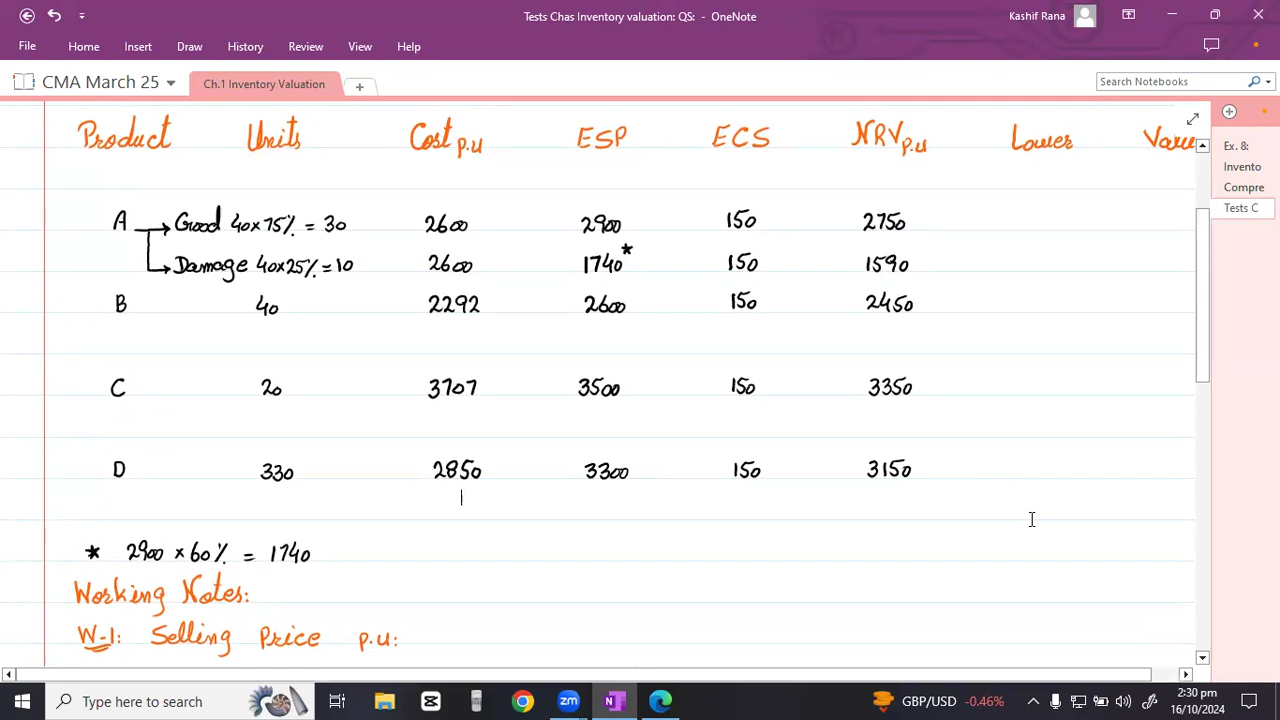 Tests Chas Inventory valuation: QS: - OneNote
Kashif Rana
File Home Insert Draw History Review View Help
CMA March 25
Ch.1 Inventory Valuation
Search Notebooks
Product Units Cost p.u ESP ECS NRV p.u Lower
A Good 40×75% = 30 2600 2900 150 2750
Damage 40×25% = 10 2600 1740* 150 1590
B 40 2292 2600 150 2450
C 20 3707 3500 150 3350
D 330 2850 3300 150 3150
* 2900 × 60% = 1740
Working Notes:
W-1: Selling Price p.u:
Ex. 8:
Invento
Compre
Tests C
Type here to search
GBP/USD -0.46%
2:30 pm
16/10/2024